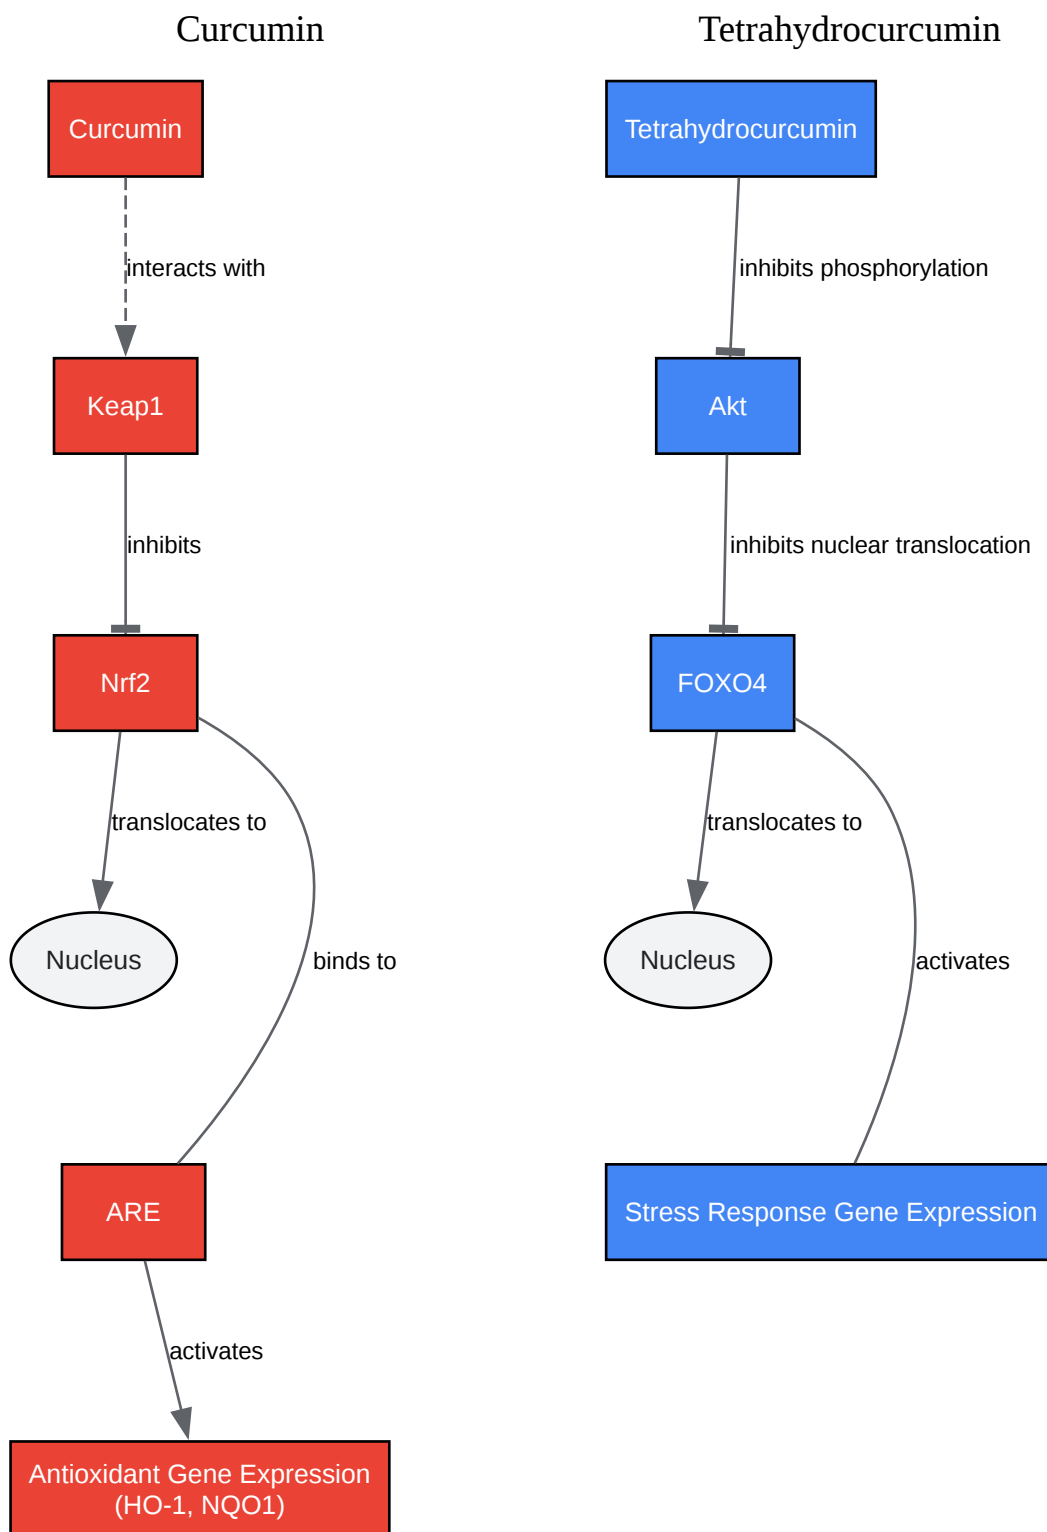 Curcumin
Curcumin
interacts with
Keap1
inhibits
Nrf2
translocates to
Nucleus
binds to
ARE
activates
Antioxidant Gene Expression
(HO-1, NQO1)
Tetrahydrocurcumin
Tetrahydrocurcumin
inhibits phosphorylation
Akt
inhibits nuclear translocation
FOXO4
translocates to
Nucleus
activates
Stress Response Gene Expression